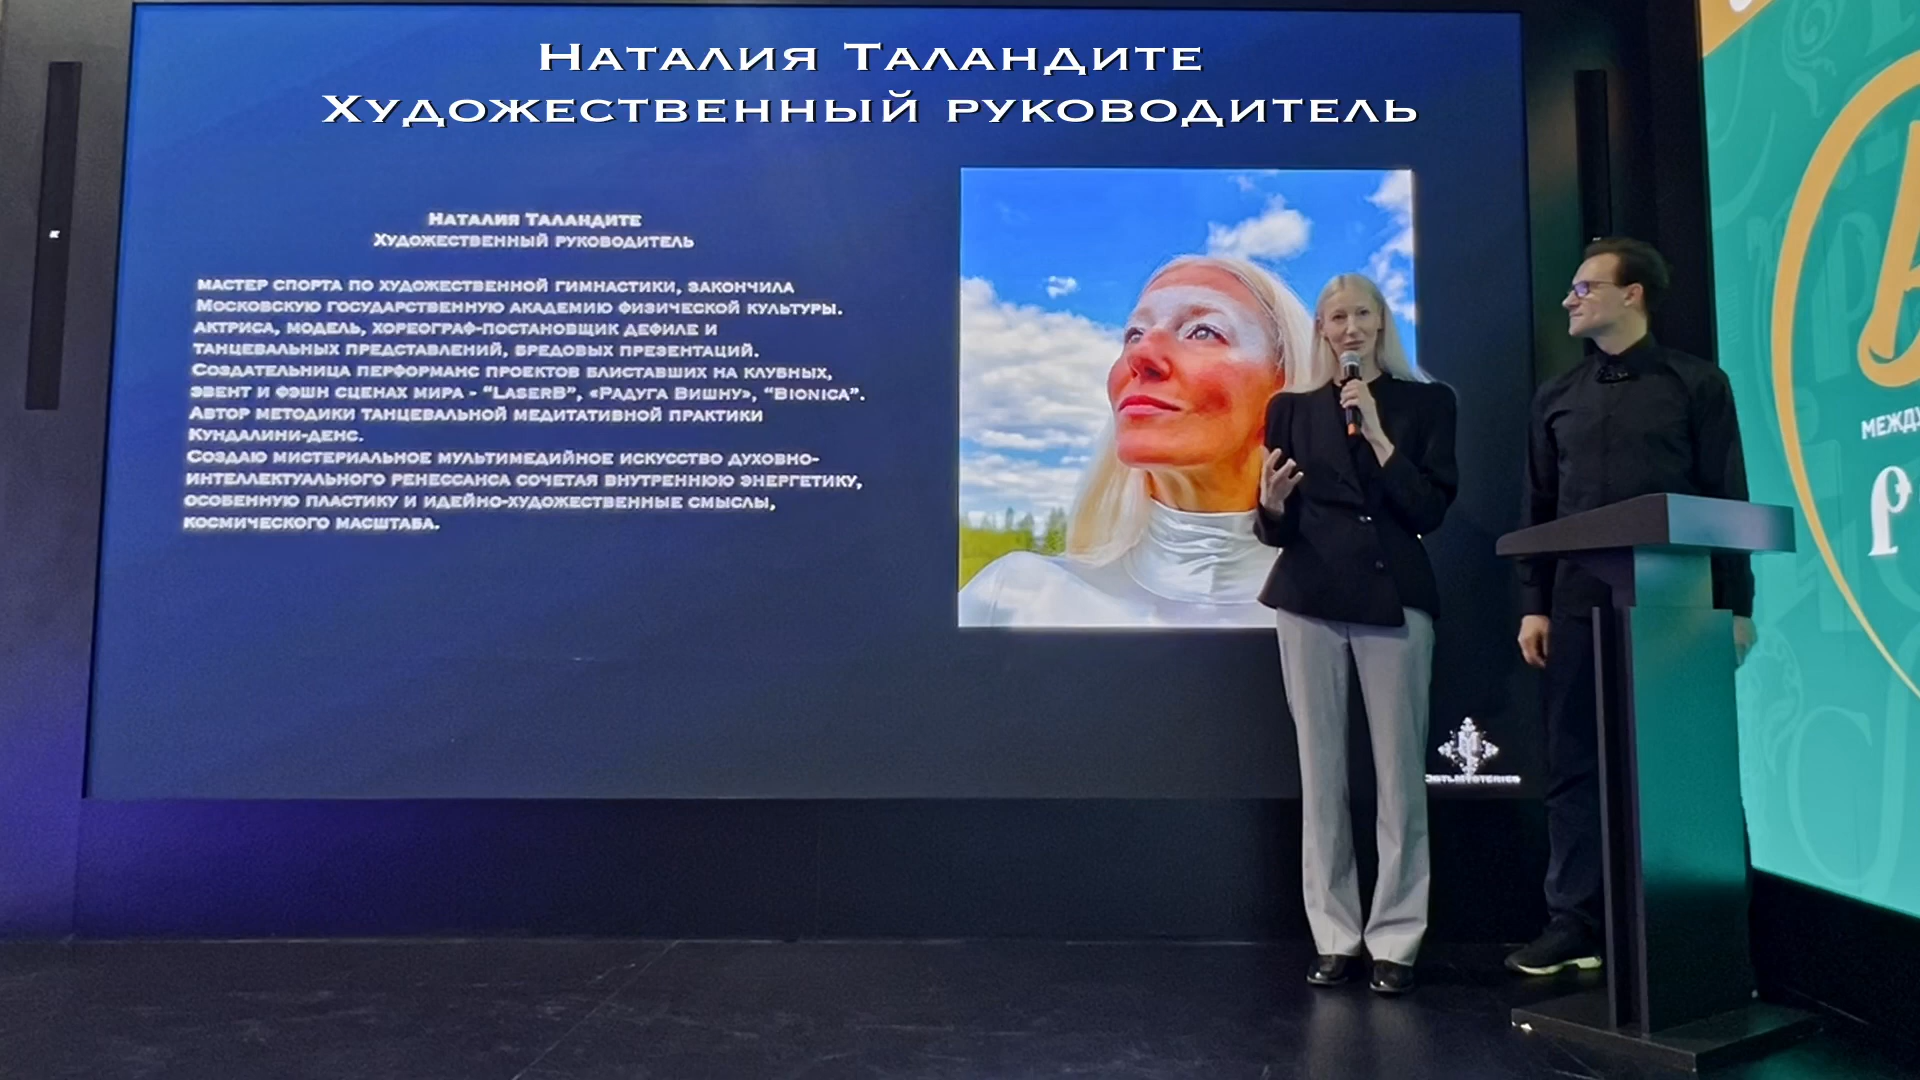 Наталия Таландите
Художественный руководитель
Наталия Таландите
Художественный руководитель
мастер спорта по художественной гимнастики, закончила
Московскую государственную академию физической культуры.
актриса, модель, хореограф-постановщик дефиле и
танцевальных представлений, бредовых презентаций.
Создательница перформанс проектов блиставших на клубных,
эвент и фэшн сценах мира - “LaserB”, «Радуга Вишну», “Bionica”.
Автор методики танцевальной медитативной практики
Кундалини-денс.
Создаю мистериальное мультимедийное искусство духовно-
интеллектуального ренессанса сочетая внутреннюю энергетику,
особенную пластику и идейно-художественные смыслы,
космического масштаба.
МЕЖДУ